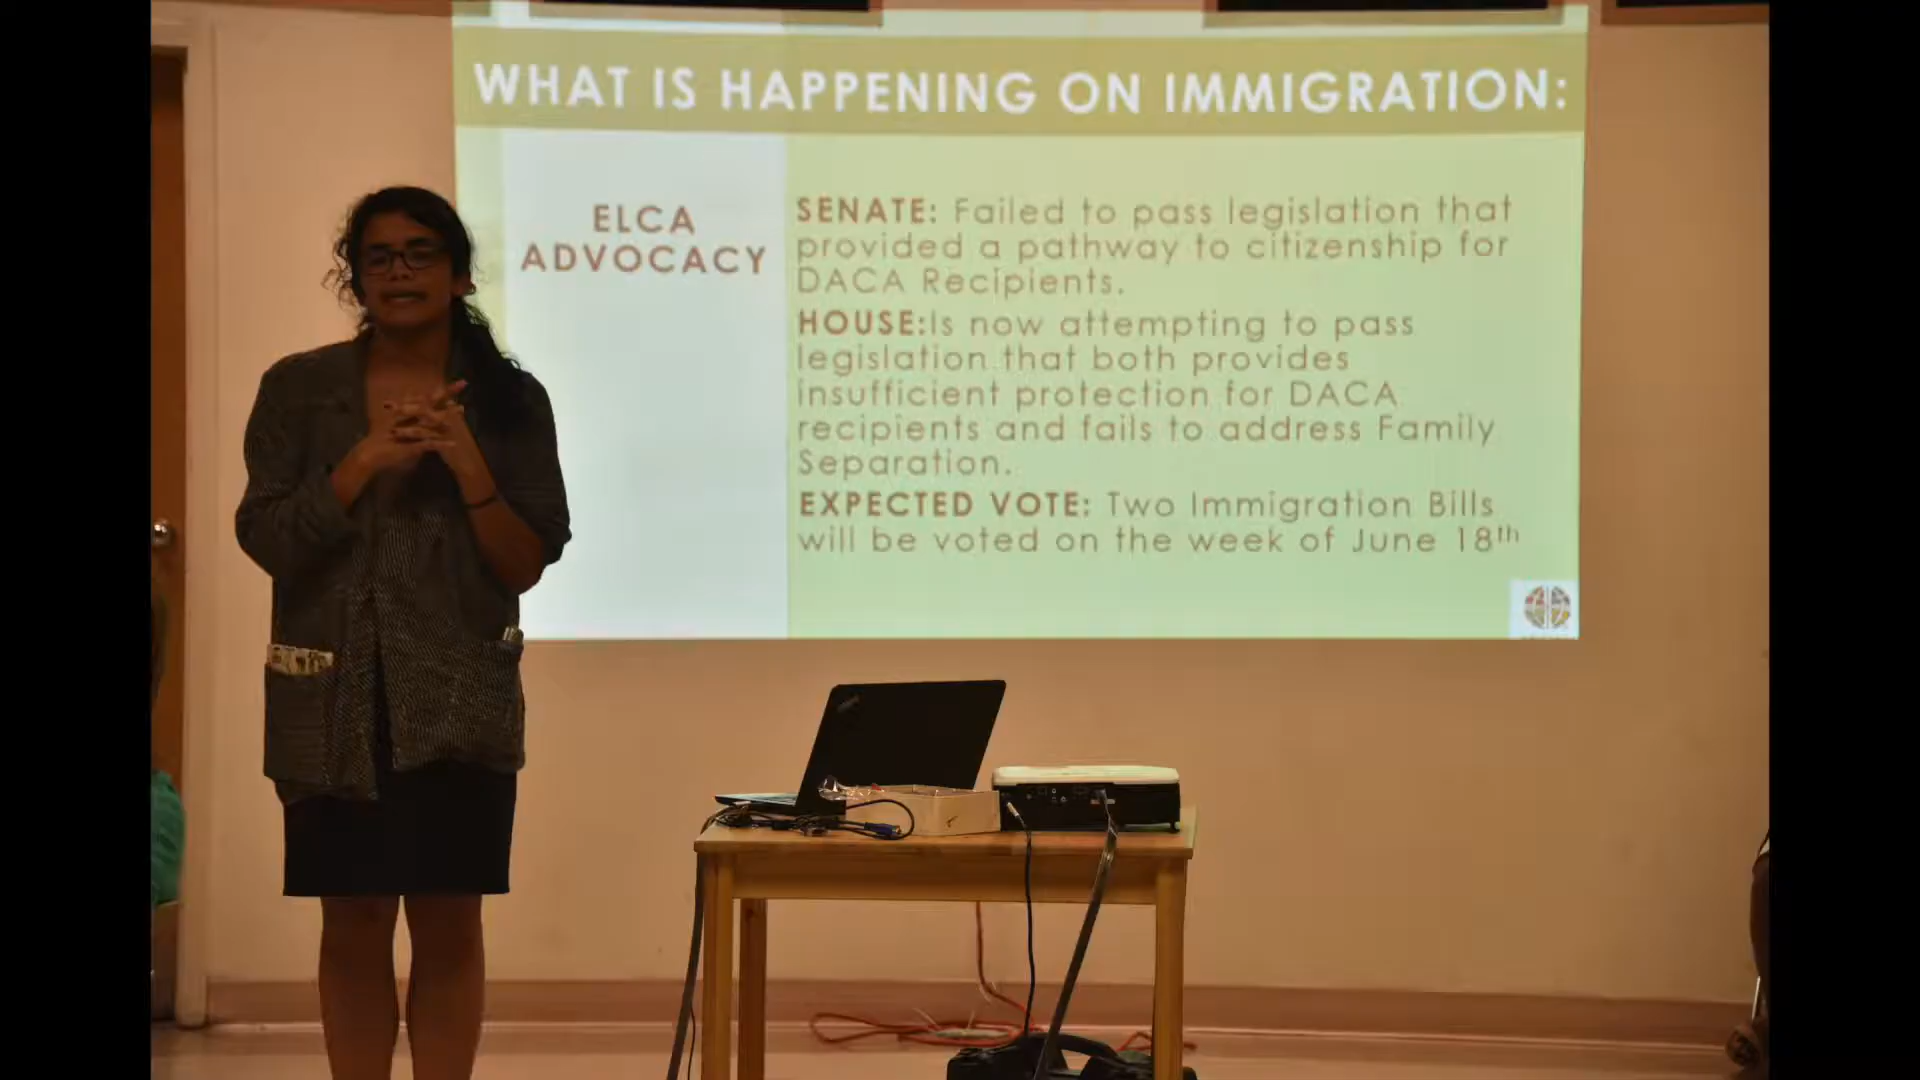 WHAT IS HAPPENING ON IMMIGRATION:
ELCA
ADVOCACY
SENATE: Failed to pass legislation that
provided a pathway to citizenship for
DACA Recipients.
HOUSE:Is now attempting to pass
legislation that both provides
insufficient protection for DACA
recipients and fails to address Family
Separation.
EXPECTED VOTE: Two Immigration Bills
will be voted on the week of June 18th